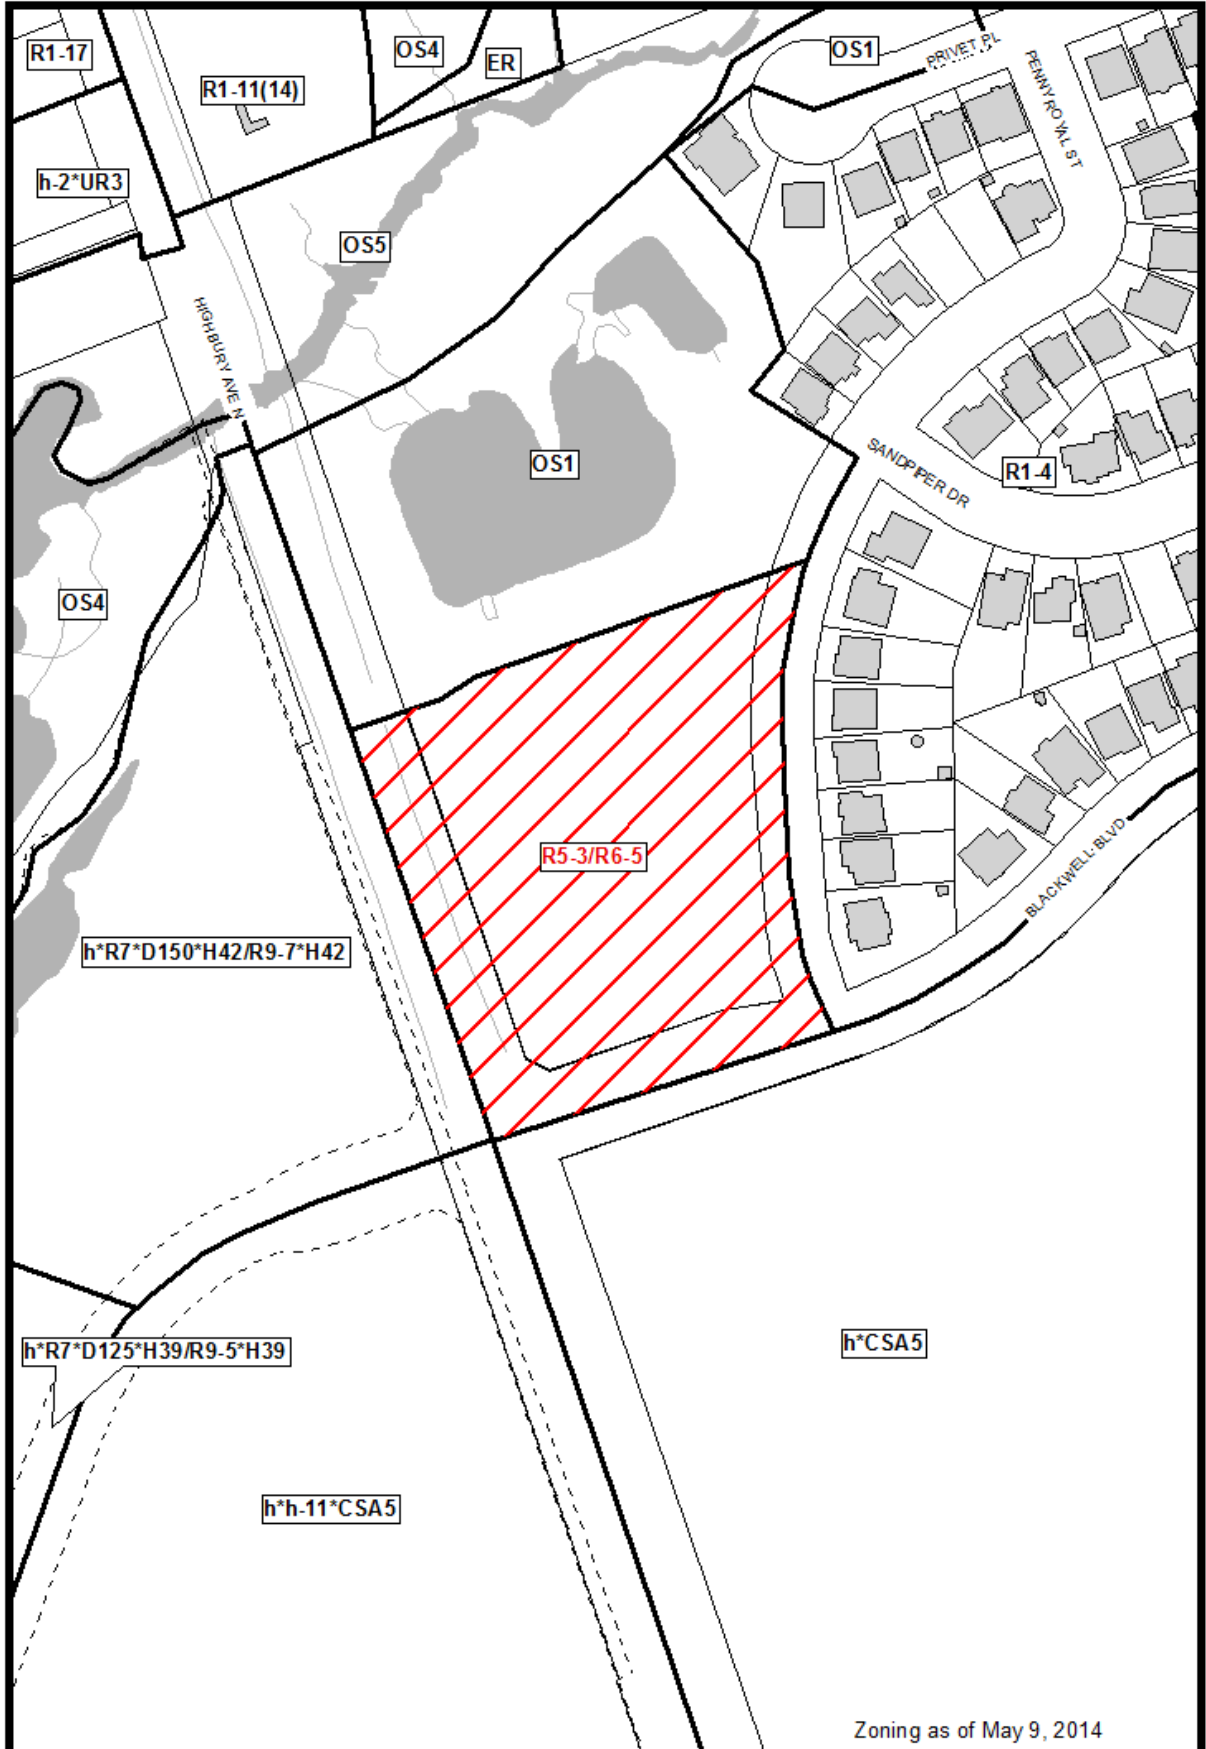 R1-17
OS4
ER
OS1
PRIVET PL
R1-11(14)
PENNYROYAL ST
h-2*UR3
OS5
HIGHBURY AVE N
OS1
SANDPIPER DR
R1-4
OS4
R5-3/R6-5
BLACKWELL BLVD
h*R7*D150*H42/R9-7*H42
h*R7*D125*H39/R9-5*H39
h*CSA5
h*h-11*CSA5
Zoning as of May 9, 2014